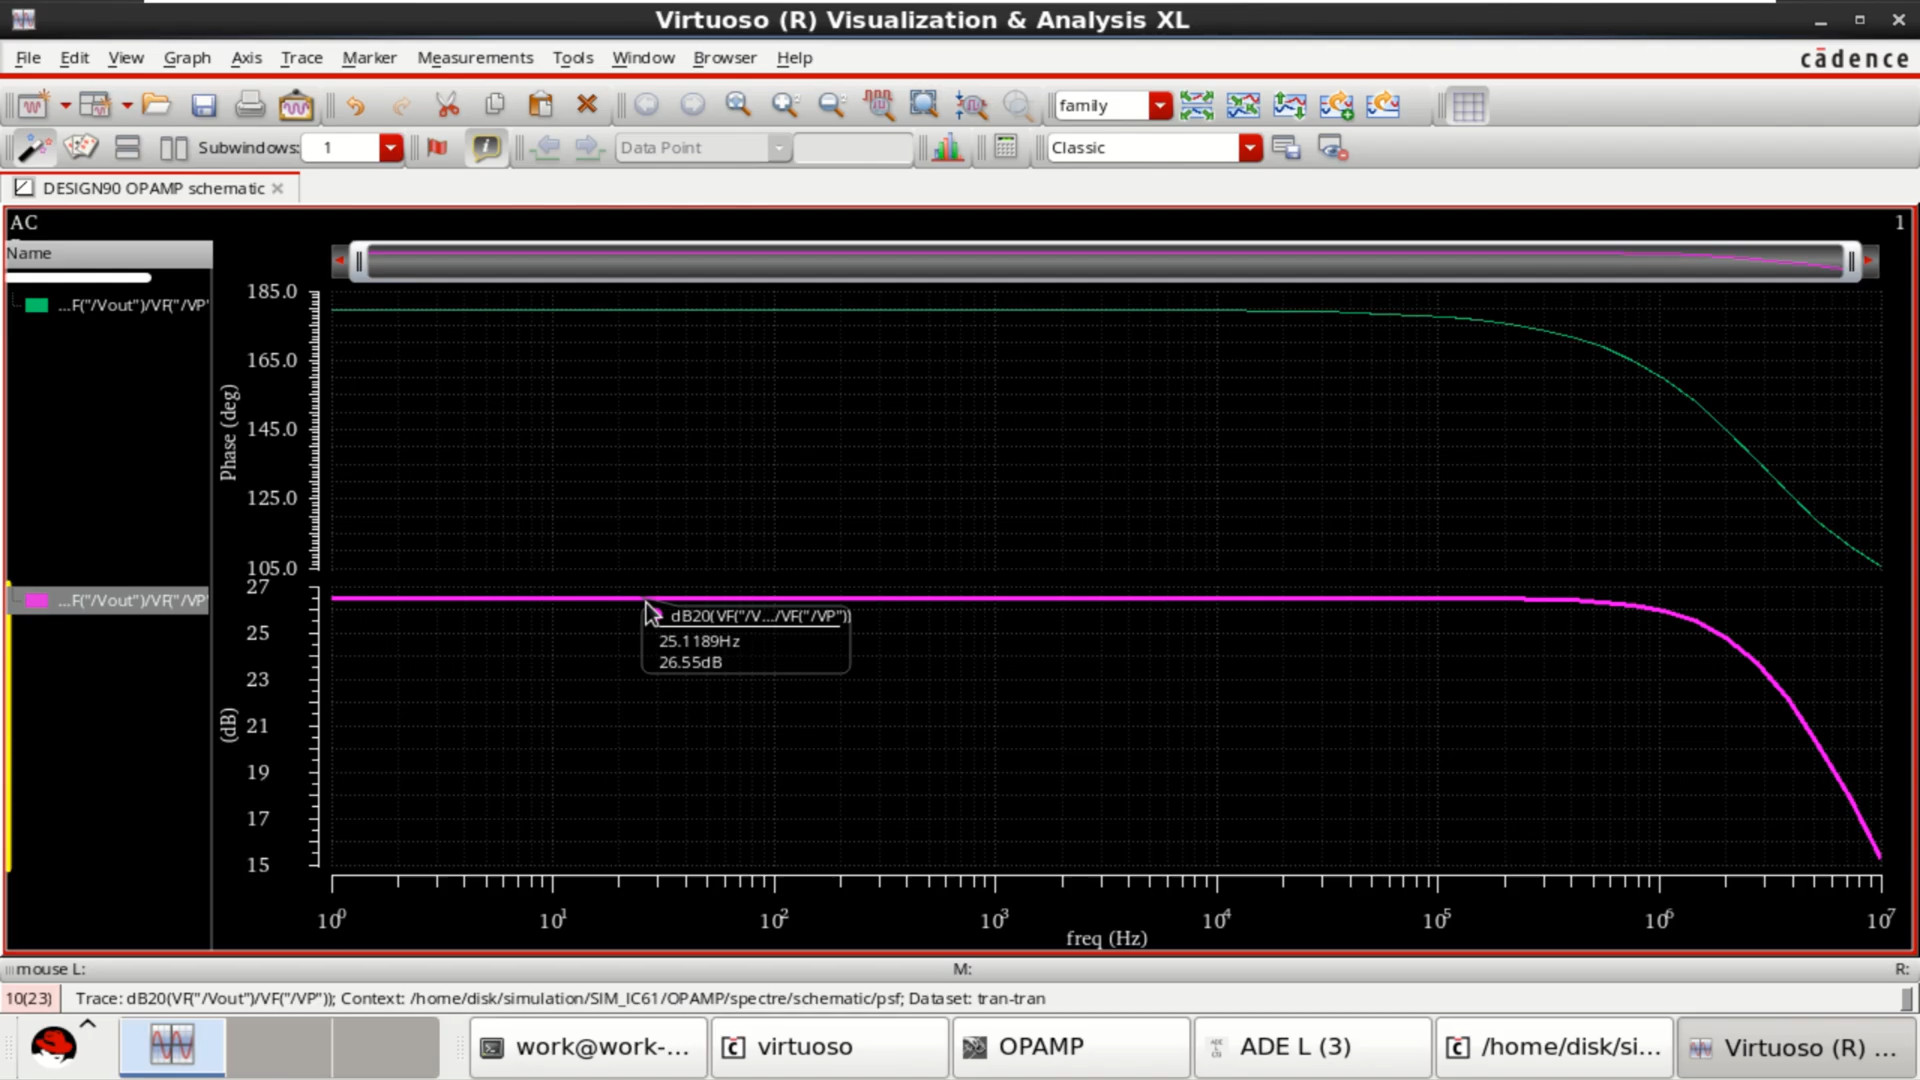 Virtuoso (R) Visualization & Analysis XL
File Edit View Graph Axis Trace Marker Measurements Tools Window Browser Help
cādence
family
Subwindows: 1
Data Point
Classic
DESIGN90 OPAMP schematic
AC
1
Name
...F("/Vout")/VF("/VP"
185.0
165.0
145.0
125.0
105.0
Phase (deg)
...F("/Vout")/VF("/VP"
27
25
23
21
19
17
15
(dB)
dB20(VF("/V.../VF("/VP"))
25.1189Hz
26.55dB
10⁰ 10¹ 10² 10³ 10⁴ 10⁵ 10⁶ 10⁷
freq (Hz)
mouse L: M: R:
10(23) Trace: dB20(VF("/Vout")/VF("/VP")); Context: /home/disk/simulation/SIM_IC61/OPAMP/spectre/schematic/psf; Dataset: tran-tran
work@work-... virtuoso OPAMP ADE L (3) /home/disk/si... Virtuoso (R) ...